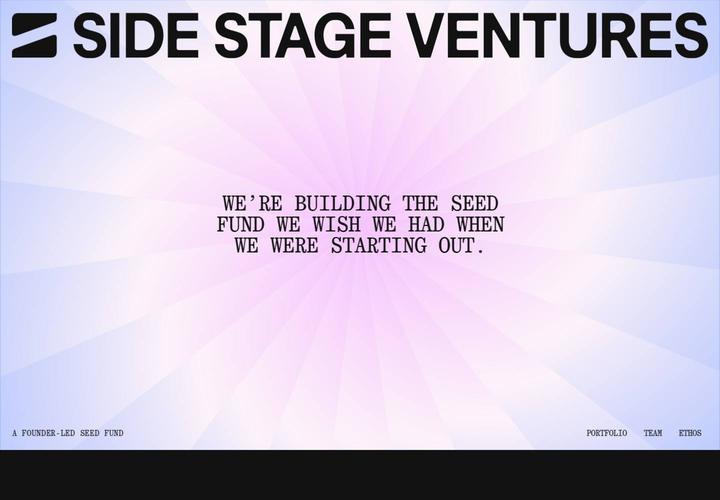 SIDE STAGE VENTURES
WE’RE BUILDING THE SEED
FUND WE WISH WE HAD WHEN
WE WERE STARTING OUT.
A FOUNDER-LED SEED FUND
PORTFOLIO TEAM ETHOS